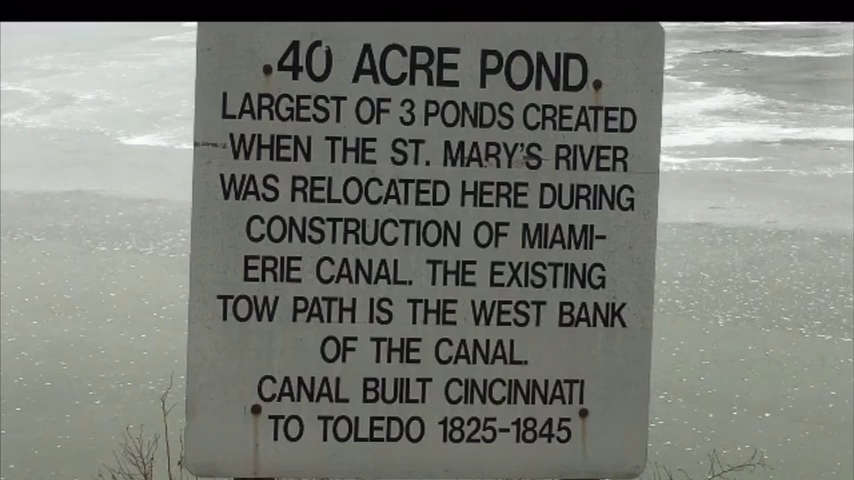 40 ACRE POND
LARGEST OF 3 PONDS CREATED
WHEN THE ST. MARY'S RIVER
WAS RELOCATED HERE DURING
CONSTRUCTION OF MIAMI-
ERIE CANAL. THE EXISTING
TOW PATH IS THE WEST BANK
OF THE CANAL.
CANAL BUILT CINCINNATI
TO TOLEDO 1825-1845